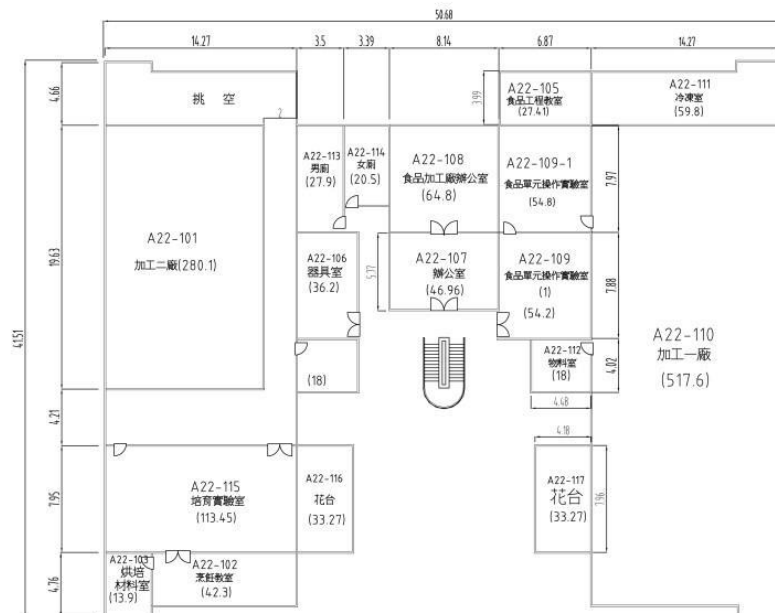 50.68
14.27
3.5
3.39
8.14
6.87
14.27
4.66
挑 空
2
3.99
A22-105
食品工程教室
(27.41)
A22-111
冷凍室
(59.8)
A22-113
男廁
(27.9)
A22-114
女廁
(20.5)
A22-108
食品加工廠辦公室
(64.8)
A22-109-1
食品單元操作實驗室
(54.8)
7.97
19.63
A22-101
加工二廠(280.1)
A22-106
器具室
(36.2)
5.77
A22-107
辦公室
(46.96)
A22-109
食品單元操作實驗室
(1)
(54.2)
7.88
41.51
A22-110
加工一廠
(517.6)
(18)
A22-112
物料室
(18)
4.02
4.48
4.21
4.18
7.95
A22-115
培育實驗室
(113.45)
A22-116
花台
(33.27)
A22-117
花台
(33.27)
7.96
4.76
A22-103
烘培
材料室
(13.9)
A22-102
烹飪教室
(42.3)